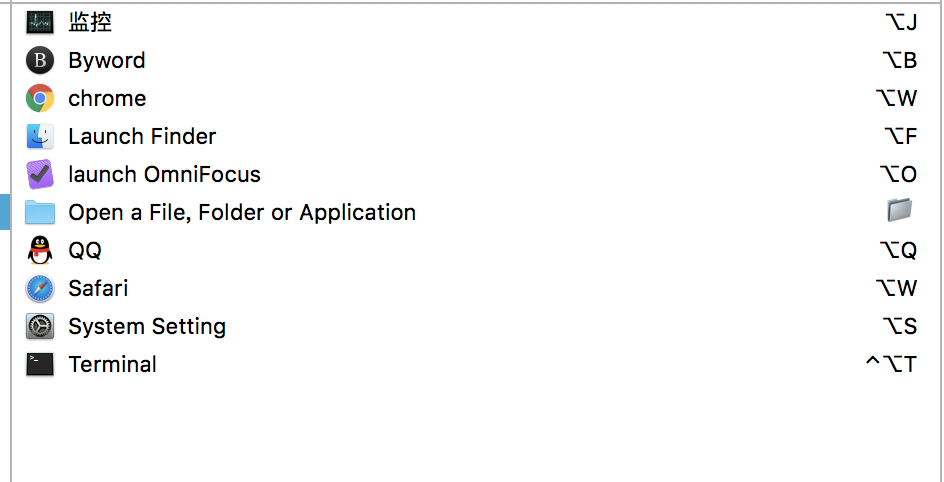 监控 ⌥J
Byword ⌥B
chrome ⌥W
Launch Finder ⌥F
launch OmniFocus ⌥O
Open a File, Folder or Application
QQ ⌥Q
Safari ⌥W
System Setting ⌥S
Terminal ^⌥T